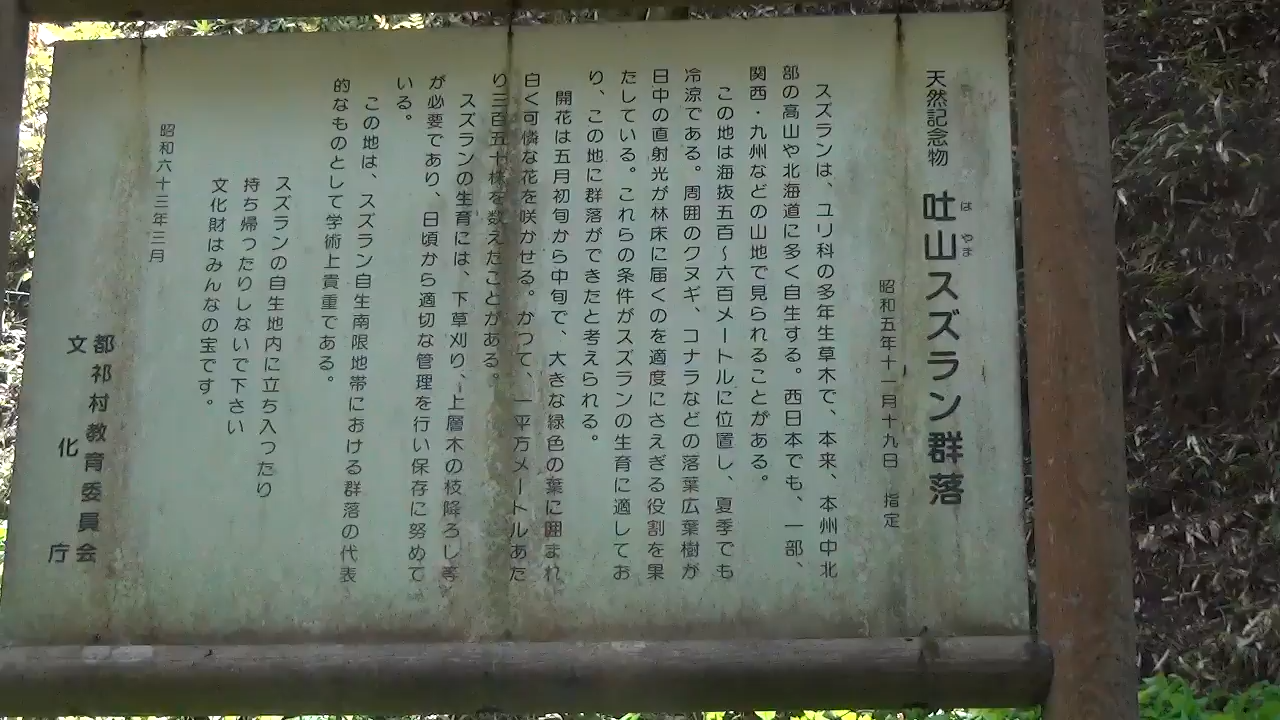 天然記念物 吐山スズラン群落
はやま
昭和五年十一月十九日 指定
スズランは、ユリ科の多年生草木で、本来、本州中北
部の高山や北海道に多く自生する。西日本でも、一部、
関西・九州などの山地で見られることがある。
この地は海抜五百～六百メートルに位置し、夏季でも
冷涼である。周囲のクヌギ、コナラなどの落葉広葉樹が
日中の直射光が林床に届くのを適度にさえぎる役割を果
たしている。これらの条件がスズランの生育に適してお
り、この地に群落ができたと考えられる。
開花は五月初旬から中旬で、大きな緑色の葉に囲まれ
白く可憐な花を咲かせる。かつて、一平方メートルあた
り三百五十株を数えたことがある。
スズランの生育には、下草刈り、上層木の枝降ろし等
が必要であり、日頃から適切な管理を行い保存に努めて
いる。
この地は、スズラン自生南限地帯における群落の代表
的なものとして学術上貴重である。
スズランの自生地内に立ち入ったり
持ち帰ったりしないで下さい
文化財はみんなの宝です。
昭和六十三年三月
都祁村教育委員会
文化庁